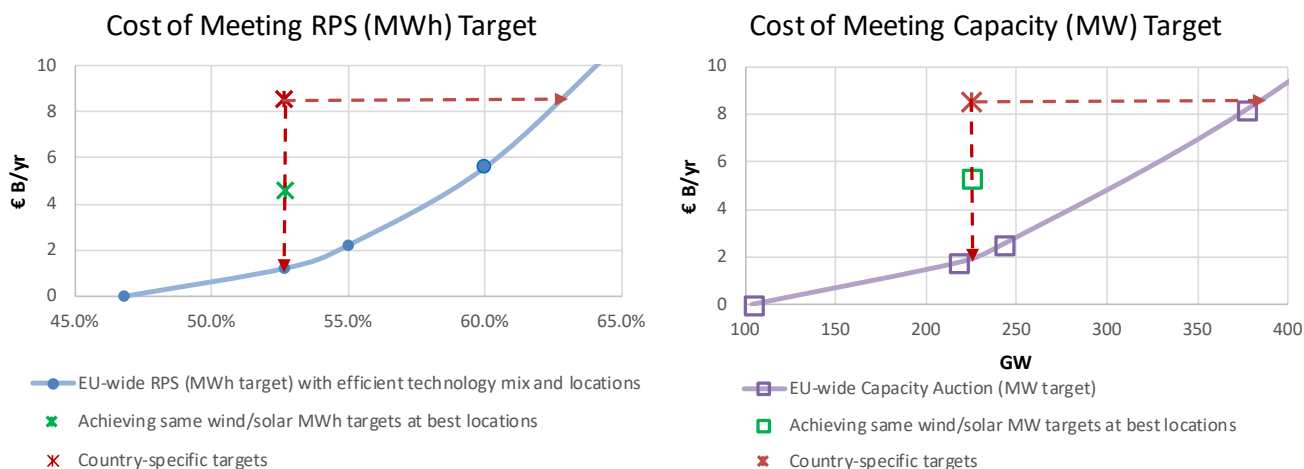 Cost of Meeting RPS (MWh) Target
€ B/yr
10
8
6
4
2
0
45.0% 50.0% 55.0% 60.0% 65.0%
EU-wide RPS (MWh target) with efficient technology mix and locations
Achieving same wind/solar MWh targets at best locations
Country-specific targets
Cost of Meeting Capacity (MW) Target
€ B/yr
10
8
6
4
2
0
100 150 200 250 300 350 400
GW
EU-wide Capacity Auction (MW target)
Achieving same wind/solar MW targets at best locations
Country-specific targets